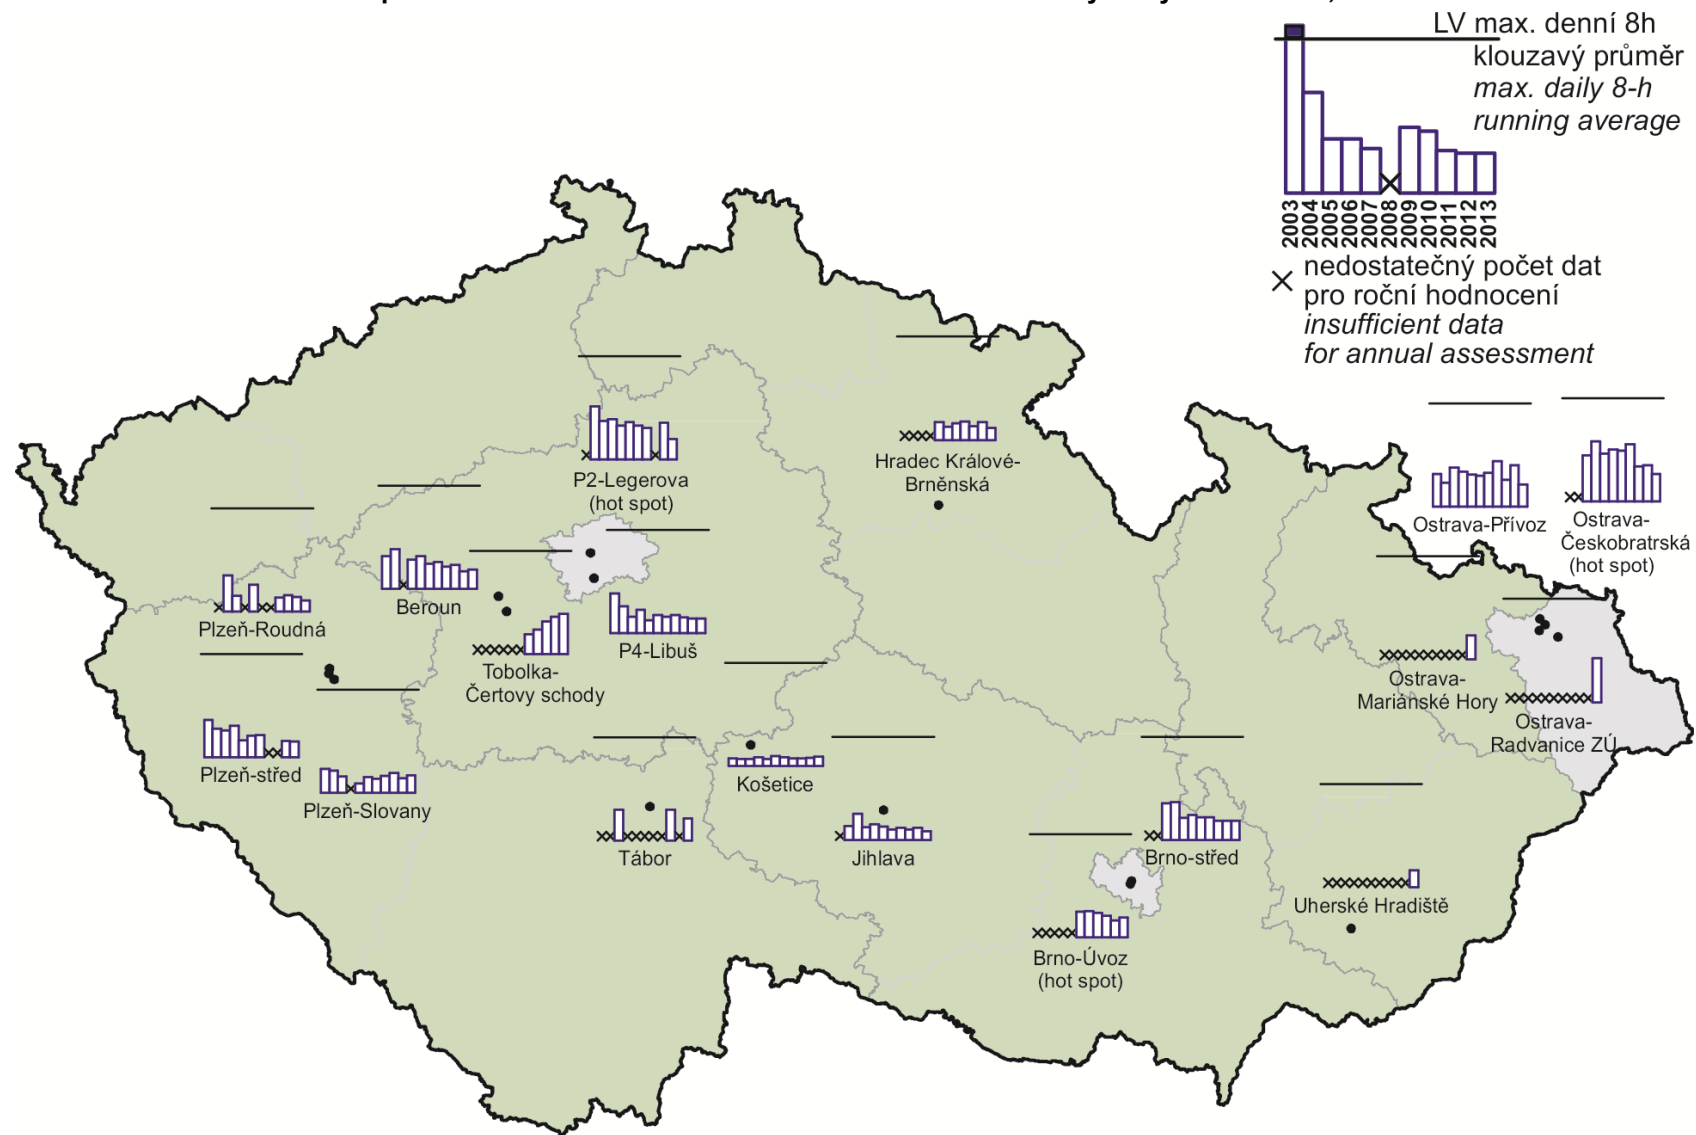 LV max. denní 8h
klouzavý průměr
max. daily 8-h
running average
2003
2004
2005
2006
2007
2008
2009
2010
2011
2012
2013
nedostatečný počet dat
pro roční hodnocení
insufficient data
for annual assessment
P2-Legerova
(hot spot)
Hradec Králové-
Brněnská
Ostrava-Přívoz
Ostrava-
Českobratrská
(hot spot)
Beroun
Plzeň-Roudná
P4-Libuš
Tobolka-
Čertovy schody
Ostrava-
Mariánské Hory
Ostrava-
Radvanice ZÚ
Plzeň-střed
Plzeň-Slovany
Košetice
Tábor
Jihlava
Brno-střed
Uherské Hradiště
Brno-Úvoz
(hot spot)